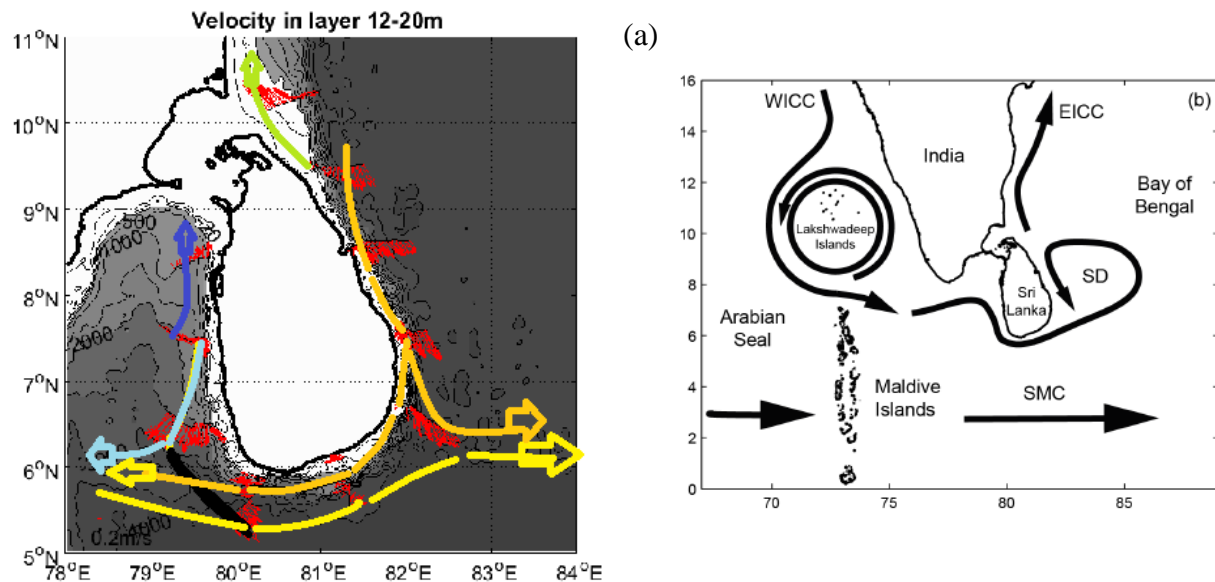 Velocity in layer 12-20m
(a)
11°N
10°N
9°N
8°N
7°N
6°N
5°N
78°E
79°E
80°E
81°E
82°E
83°E
84°E
500
1000
2000
4000
0.2m/s
(b)
16
14
12
10
8
6
4
2
0
70
75
80
85
WICC
EICC
India
Bay of
Bengal
Lakshwadeep
Islands
SD
Sri
Lanka
Arabian
Seal
Maldive
Islands
SMC